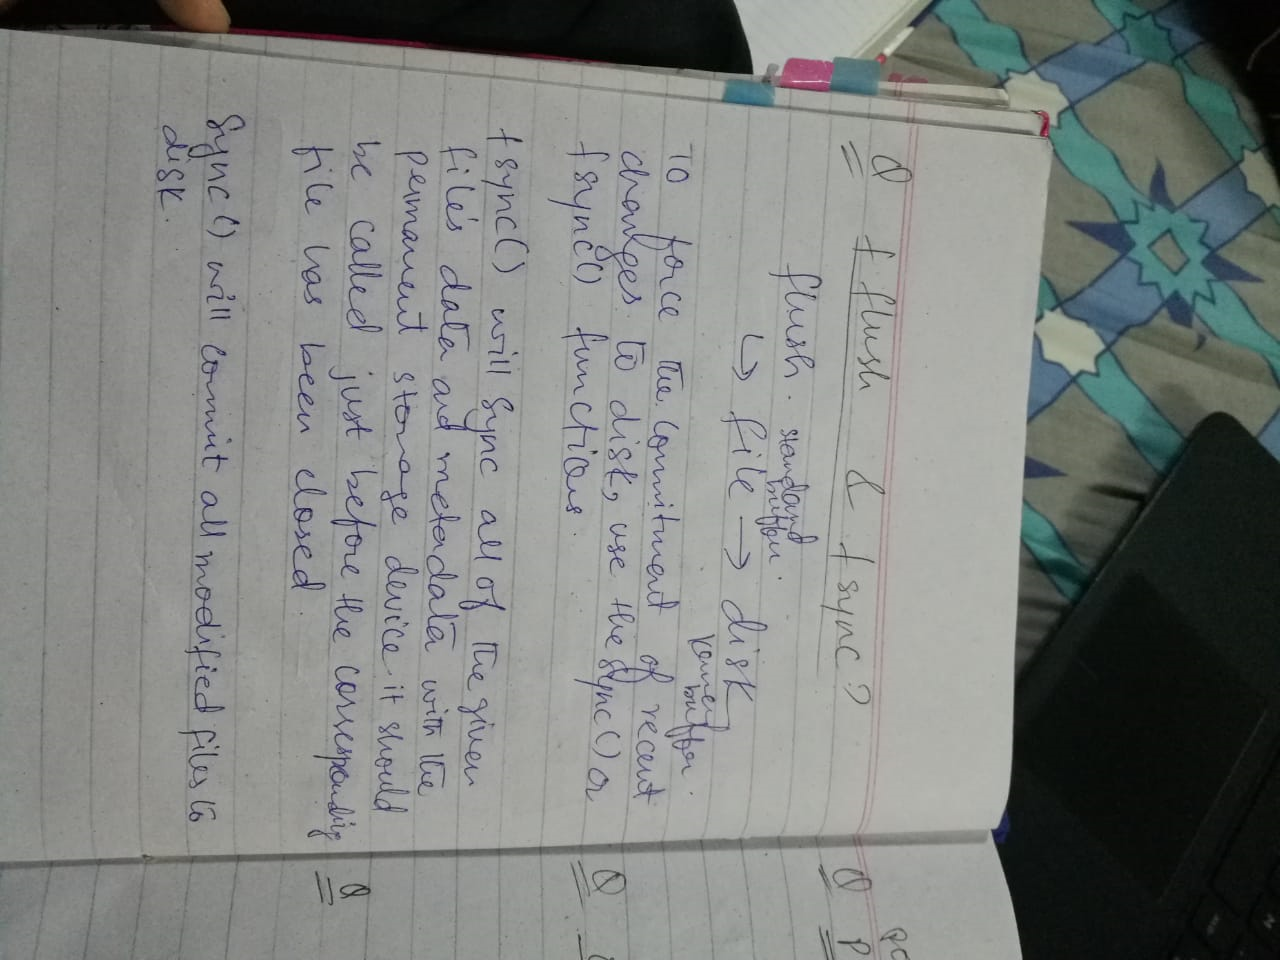 Q fflush & fsync?
flush. standard buffer.
↳ file → disk
kernel buffer.
To force the commitment of recent
changes to disk, use the sync() or
fsync() functions.
fsync() will sync all of the given
file's data and metadata with the
permanent storage device. it should
be called just before the corresponding
file has been closed.
Sync() will commit all modified files to
disk.
Q P
Q
Q